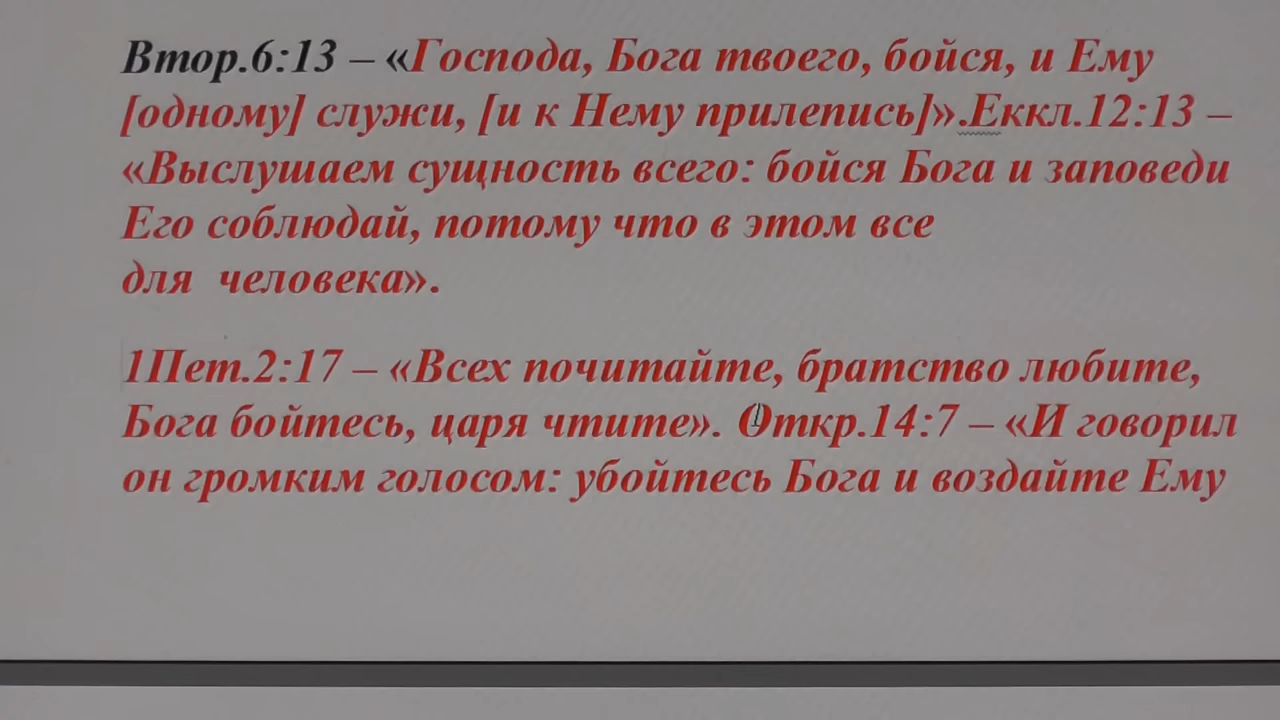 Втор.6:13 – «Господа, Бога твоего, бойся, и Ему
[одному] служи, [и к Нему прилепись]».Еккл.12:13 –
«Выслушаем сущность всего: бойся Бога и заповеди
Его соблюдай, потому что в этом все
для  человека».
1Пет.2:17 – «Всех почитайте, братство любите,
Бога бойтесь, царя чтите». Откр.14:7 – «И говорил
он громким голосом: убойтесь Бога и воздайте Ему